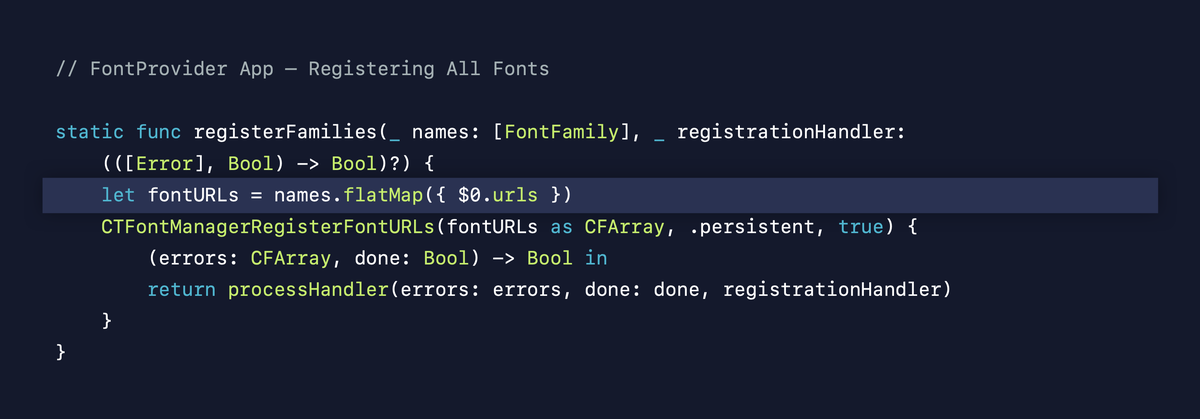 // FontProvider App — Registering All Fonts
static func registerFamilies(_ names: [FontFamily], _ registrationHandler:
(([Error], Bool) -> Bool)?) {
let fontURLs = names.flatMap({ $0.urls })
CTFontManagerRegisterFontURLs(fontURLs as CFArray, .persistent, true) {
(errors: CFArray, done: Bool) -> Bool in
return processHandler(errors: errors, done: done, registrationHandler)
}
}